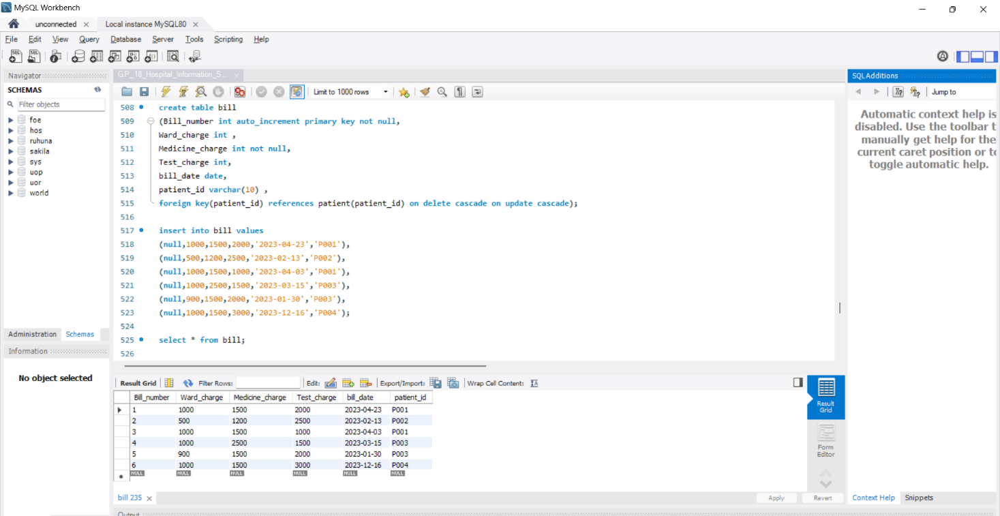 MySQL Workbench
unconnected
Local instance MySQL80
File Edit View Query Database Server Tools Scripting Help
Navigator
SCHEMAS
Filter objects
foe
hos
ruhuna
sakila
sys
uop
uor
world
Administration Schemas
Information
No object selected
GP_18_Hospital_Information_S...
Limit to 1000 rows
508 create table bill
509 (Bill_number int auto_increment primary key not null,
510 Ward_charge int ,
511 Medicine_charge int not null,
512 Test_charge int,
513 bill_date date,
514 patient_id varchar(10) ,
515 foreign key(patient_id) references patient(patient_id) on delete cascade on update cascade);
516
517 insert into bill values
518 (null,1000,1500,2000,'2023-04-23','P001'),
519 (null,500,1200,2500,'2023-02-13','P002'),
520 (null,1000,1500,1000,'2023-04-03','P001'),
521 (null,1000,2500,1500,'2023-03-15','P003'),
522 (null,900,1500,2000,'2023-01-30','P003'),
523 (null,1000,1500,3000,'2023-12-16','P004');
524
525 select * from bill;
526
Result Grid Filter Rows: Edit: Export/Import: Wrap Cell Content:
Bill_number Ward_charge Medicine_charge Test_charge bill_date patient_id
1 1000 1500 2000 2023-04-23 P001
2 500 1200 2500 2023-02-13 P002
3 1000 1500 1000 2023-04-03 P001
4 1000 2500 1500 2023-03-15 P003
5 900 1500 2000 2023-01-30 P003
6 1000 1500 3000 2023-12-16 P004
NULL NULL NULL NULL NULL NULL
Result
Grid
Form
Editor
bill 235
Apply Revert
Output
SQLAdditions
Jump to
Automatic context help is
disabled. Use the toolbar t
manually get help for the
current caret position or to
toggle automatic help.
Context Help Snippets